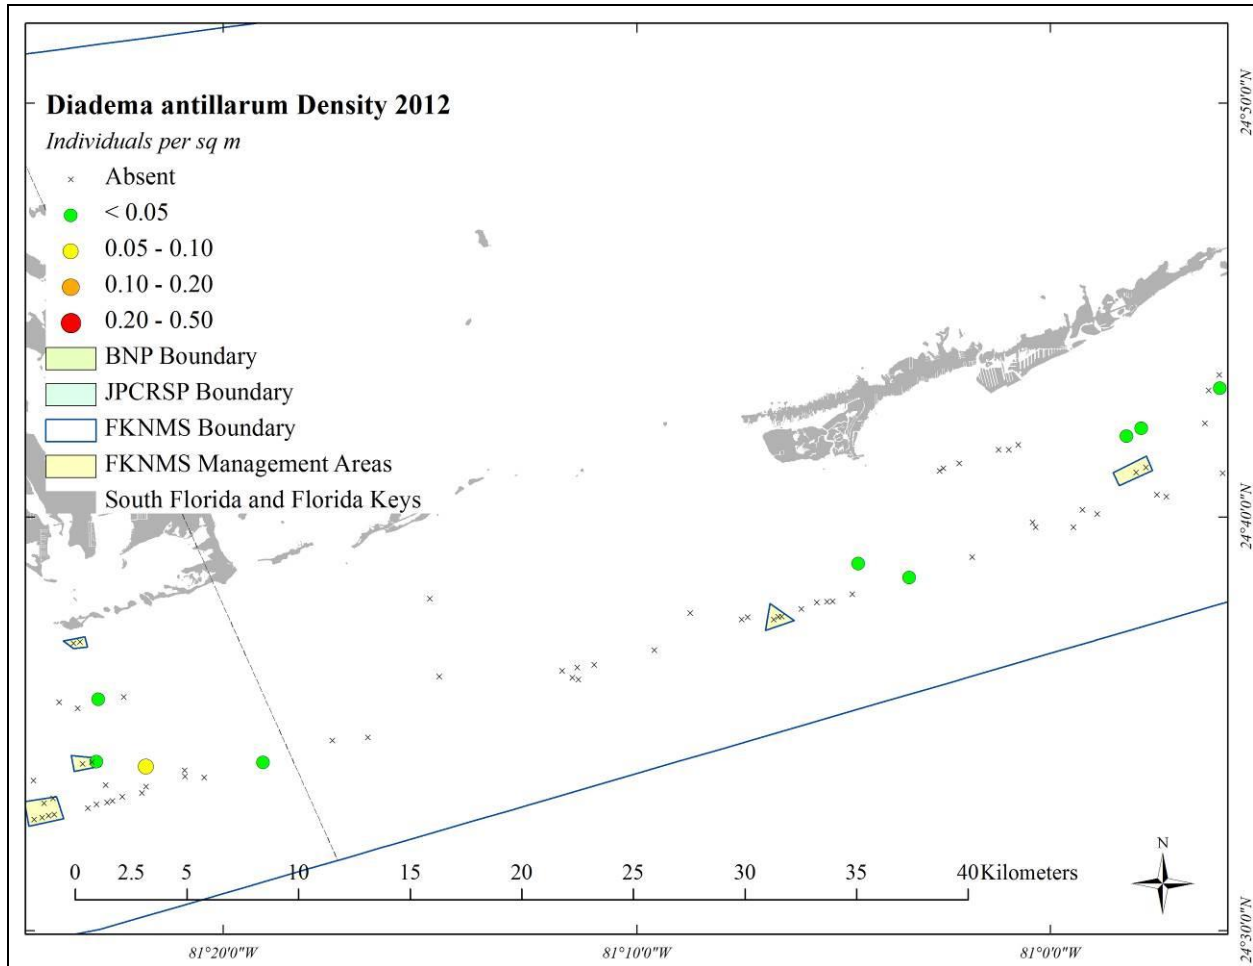 Diadema antillarum Density 2012
Individuals per sq m
Absent
< 0.05
0.05 - 0.10
0.10 - 0.20
0.20 - 0.50
BNP Boundary
JPCRSP Boundary
FKNMS Boundary
FKNMS Management Areas
South Florida and Florida Keys
24°50'0"N
24°40'0"N
24°30'0"N
N
0 2.5 5 10 15 20 25 30 35 40 Kilometers
81°20'0"W 81°10'0"W 81°0'0"W